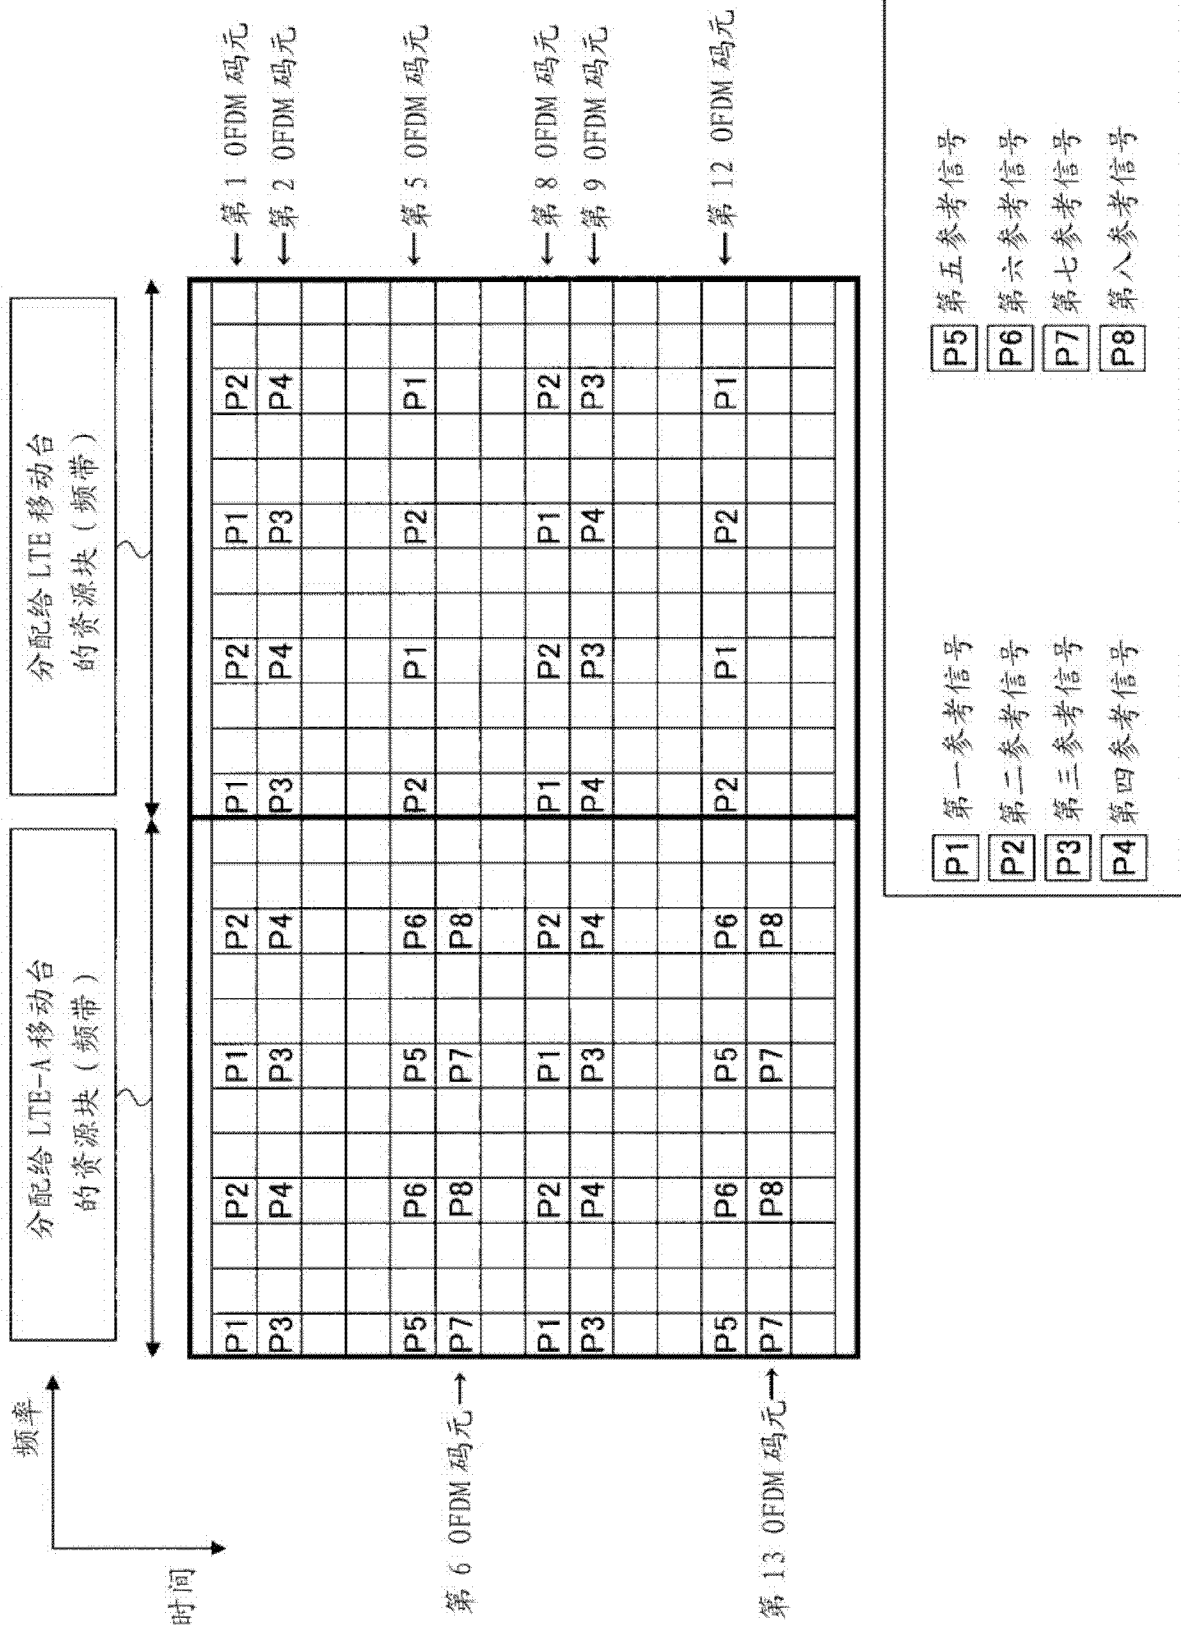 频率
时间
分配给 LTE-A 移动台
的资源块（频带）
分配给 LTE 移动台
的资源块（频带）
P1 P2 P1 P2 P1 P2 P1 P2 ←第 1 OFDM 码元
P3 P4 P3 P4 P3 P4 P3 P4 ←第 2 OFDM 码元
P5 P6 P5 P6 P2 P1 P2 P1 ←第 5 OFDM 码元
第 6 OFDM 码元→ P7 P8 P7 P8
P1 P2 P1 P2 P1 P2 P1 P2 ←第 8 OFDM 码元
P3 P4 P3 P4 P4 P3 P4 P3 ←第 9 OFDM 码元
P5 P6 P5 P6 P2 P1 P2 P1 ←第 12 OFDM 码元
第 13 OFDM 码元→ P7 P8 P7 P8
P1 第一参考信号
P2 第二参考信号
P3 第三参考信号
P4 第四参考信号
P5 第五参考信号
P6 第六参考信号
P7 第七参考信号
P8 第八参考信号